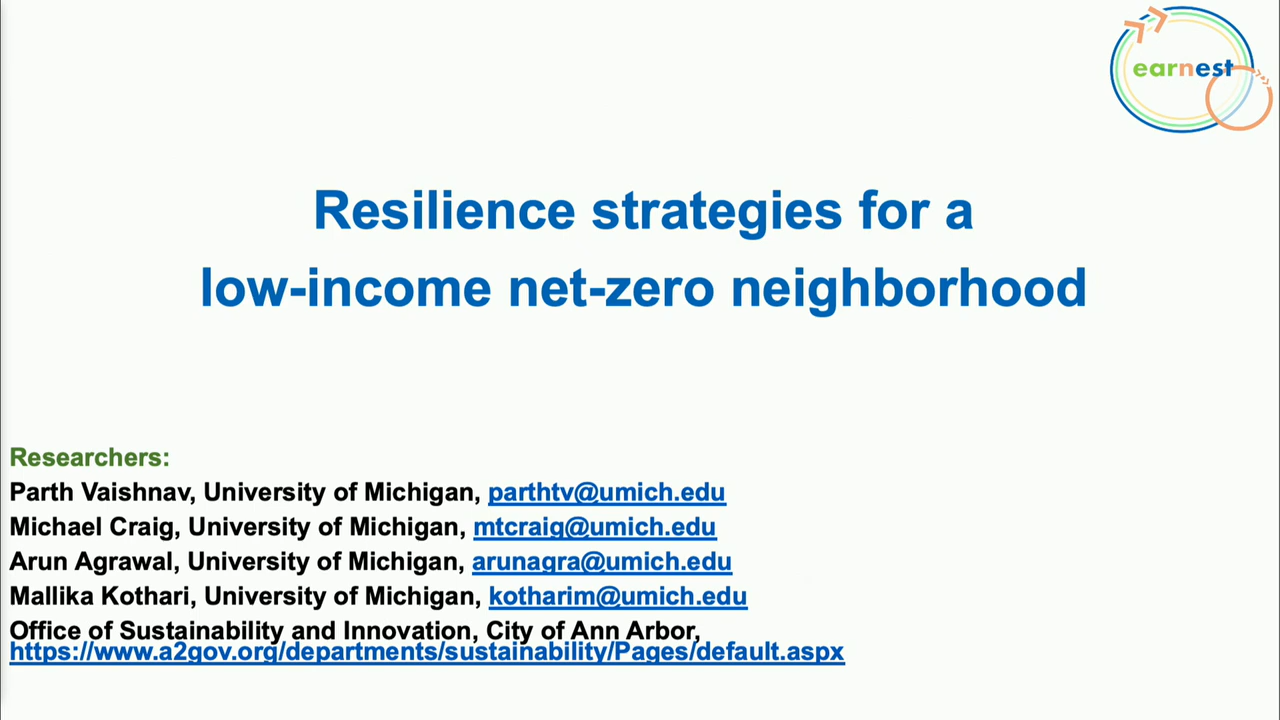 earnest
Resilience strategies for a
low-income net-zero neighborhood
Researchers:
Parth Vaishnav, University of Michigan, parthtv@umich.edu
Michael Craig, University of Michigan, mtcraig@umich.edu
Arun Agrawal, University of Michigan, arunagra@umich.edu
Mallika Kothari, University of Michigan, kotharim@umich.edu
Office of Sustainability and Innovation, City of Ann Arbor,
https://www.a2gov.org/departments/sustainability/Pages/default.aspx